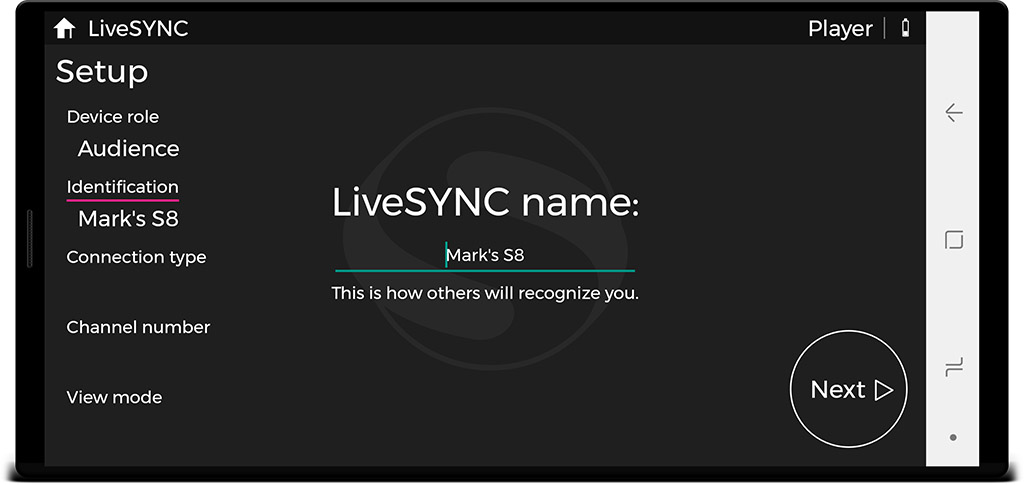 LiveSYNC
Player
Setup
Device role
Audience
Identification
Mark's S8
Connection type
Channel number
View mode
LiveSYNC name:
Mark's S8
This is how others will recognize you.
Next